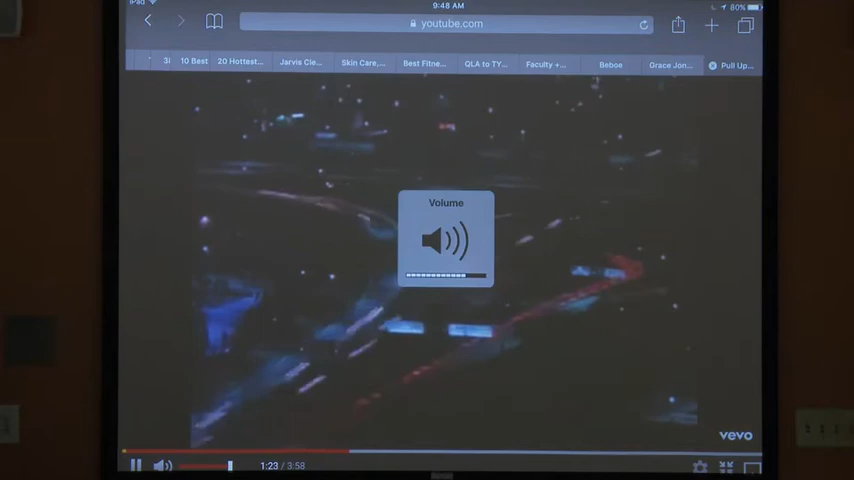 iPad
9:48 AM
80%
youtube.com
10 Best
20 Hottest...
Jarvis Cle...
Skin Care,...
Best Fitne...
QLA to TY...
Faculty +...
Beboe
Grace Jon...
Pull Up...
Volume
vevo
1:23 / 3:58